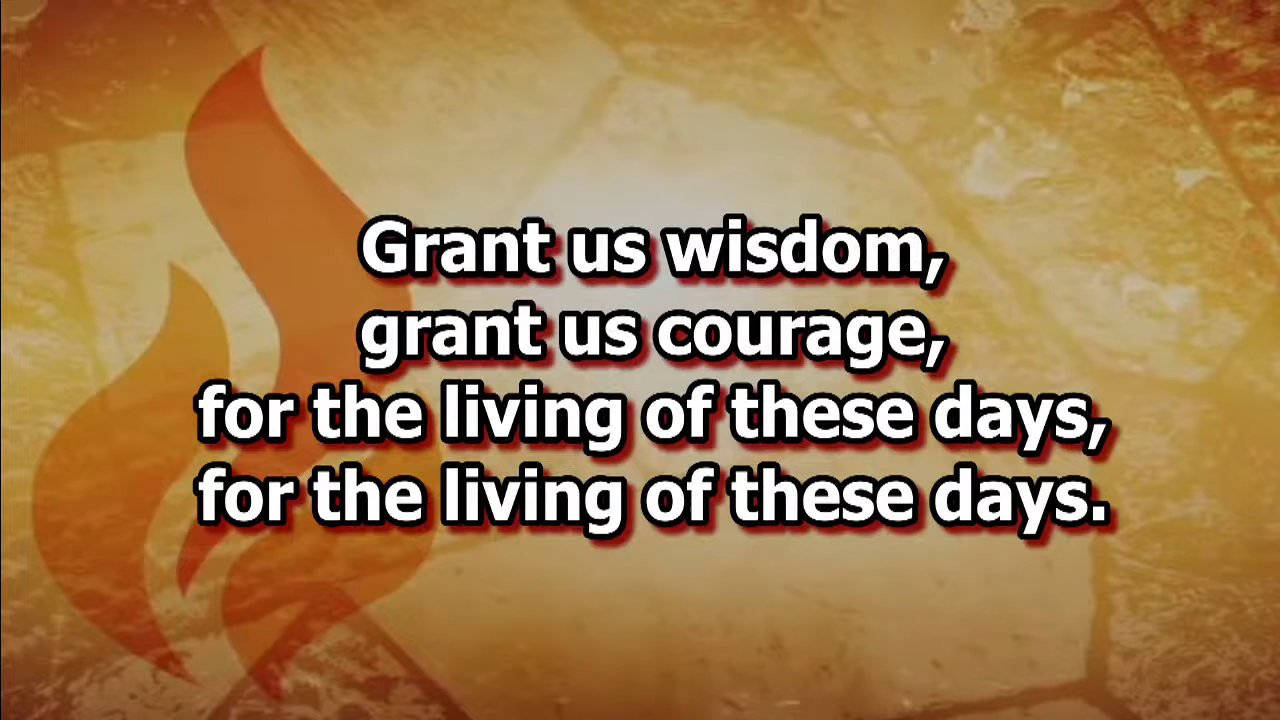 Grant us wisdom,
grant us courage,
for the living of these days,
for the living of these days.